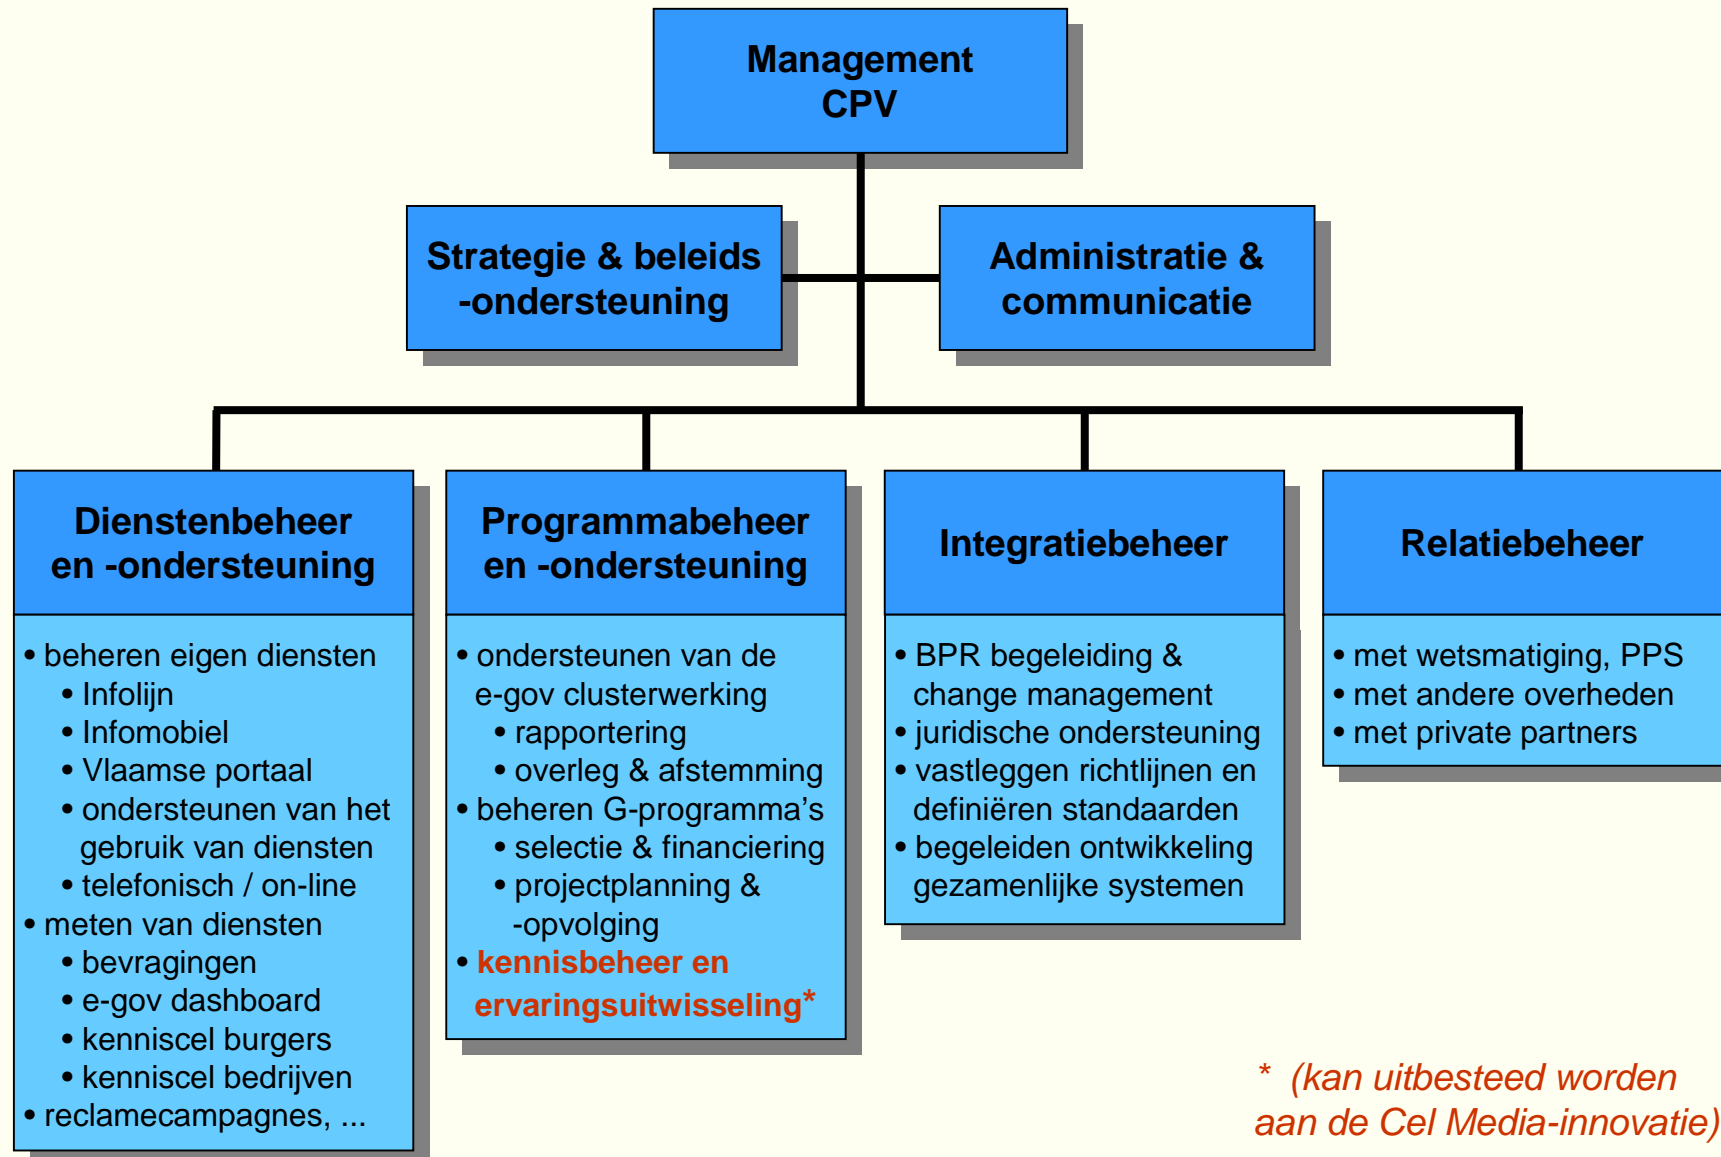 Management
CPV
Strategie & beleids
-ondersteuning
Administratie &
communicatie
Dienstenbeheer
en -ondersteuning
• beheren eigen diensten
• Infolijn
• Infomobiel
• Vlaamse portaal
• ondersteunen van het
gebruik van diensten
• telefonisch / on-line
• meten van diensten
• bevragingen
• e-gov dashboard
• kenniscel burgers
• kenniscel bedrijven
• reclamecampagnes, ...
Programmabeheer
en -ondersteuning
• ondersteunen van de
e-gov clusterwerking
• rapportering
• overleg & afstemming
• beheren G-programma’s
• selectie & financiering
• projectplanning &
-opvolging
• kennisbeheer en
ervaringsuitwisseling*
Integratiebeheer
• BPR begeleiding &
change management
• juridische ondersteuning
• vastleggen richtlijnen en
definiëren standaarden
• begeleiden ontwikkeling
gezamenlijke systemen
Relatiebeheer
• met wetsmatiging, PPS
• met andere overheden
• met private partners
* (kan uitbesteed worden
aan de Cel Media-innovatie)